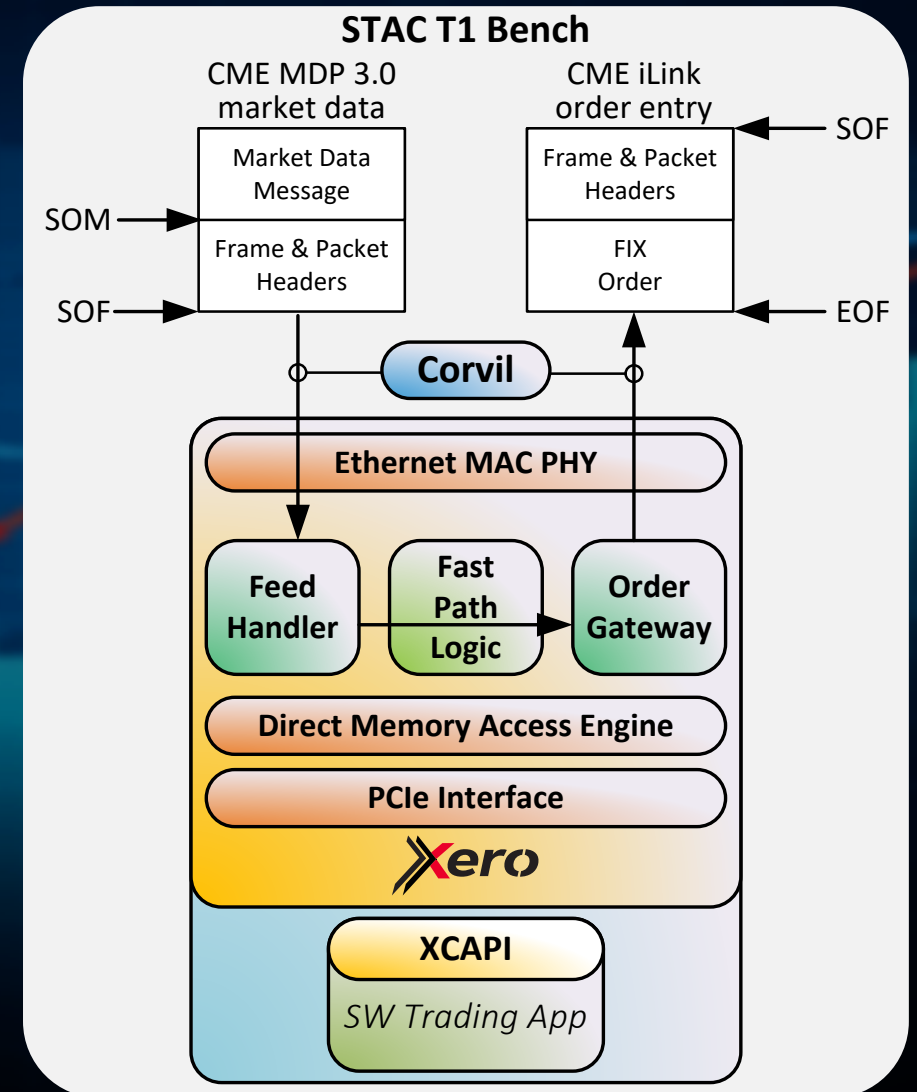 STAC T1 Bench
CME MDP 3.0
market data
CME iLink
order entry
Market Data
Message
Frame & Packet
Headers
SOM
SOF
Frame & Packet
Headers
FIX
Order
SOF
EOF
Corvil
Ethernet MAC PHY
Feed
Handler
Fast
Path
Logic
Order
Gateway
Direct Memory Access Engine
PCIe Interface
Xero
XCAPI
SW Trading App